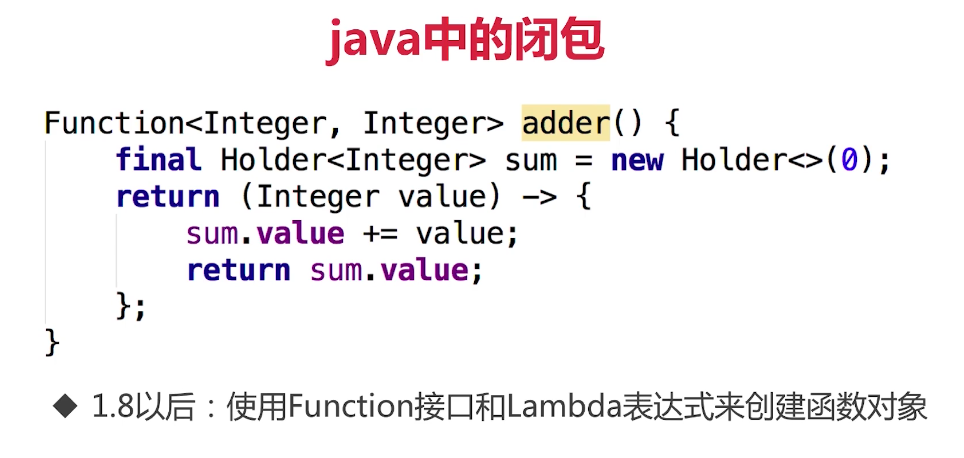 java中的闭包
Function<Integer, Integer> adder() {
    final Holder<Integer> sum = new Holder<>(0);
    return (Integer value) -> {
        sum.value += value;
        return sum.value;
    };
}
◆ 1.8以后：使用Function接口和Lambda表达式来创建函数对象